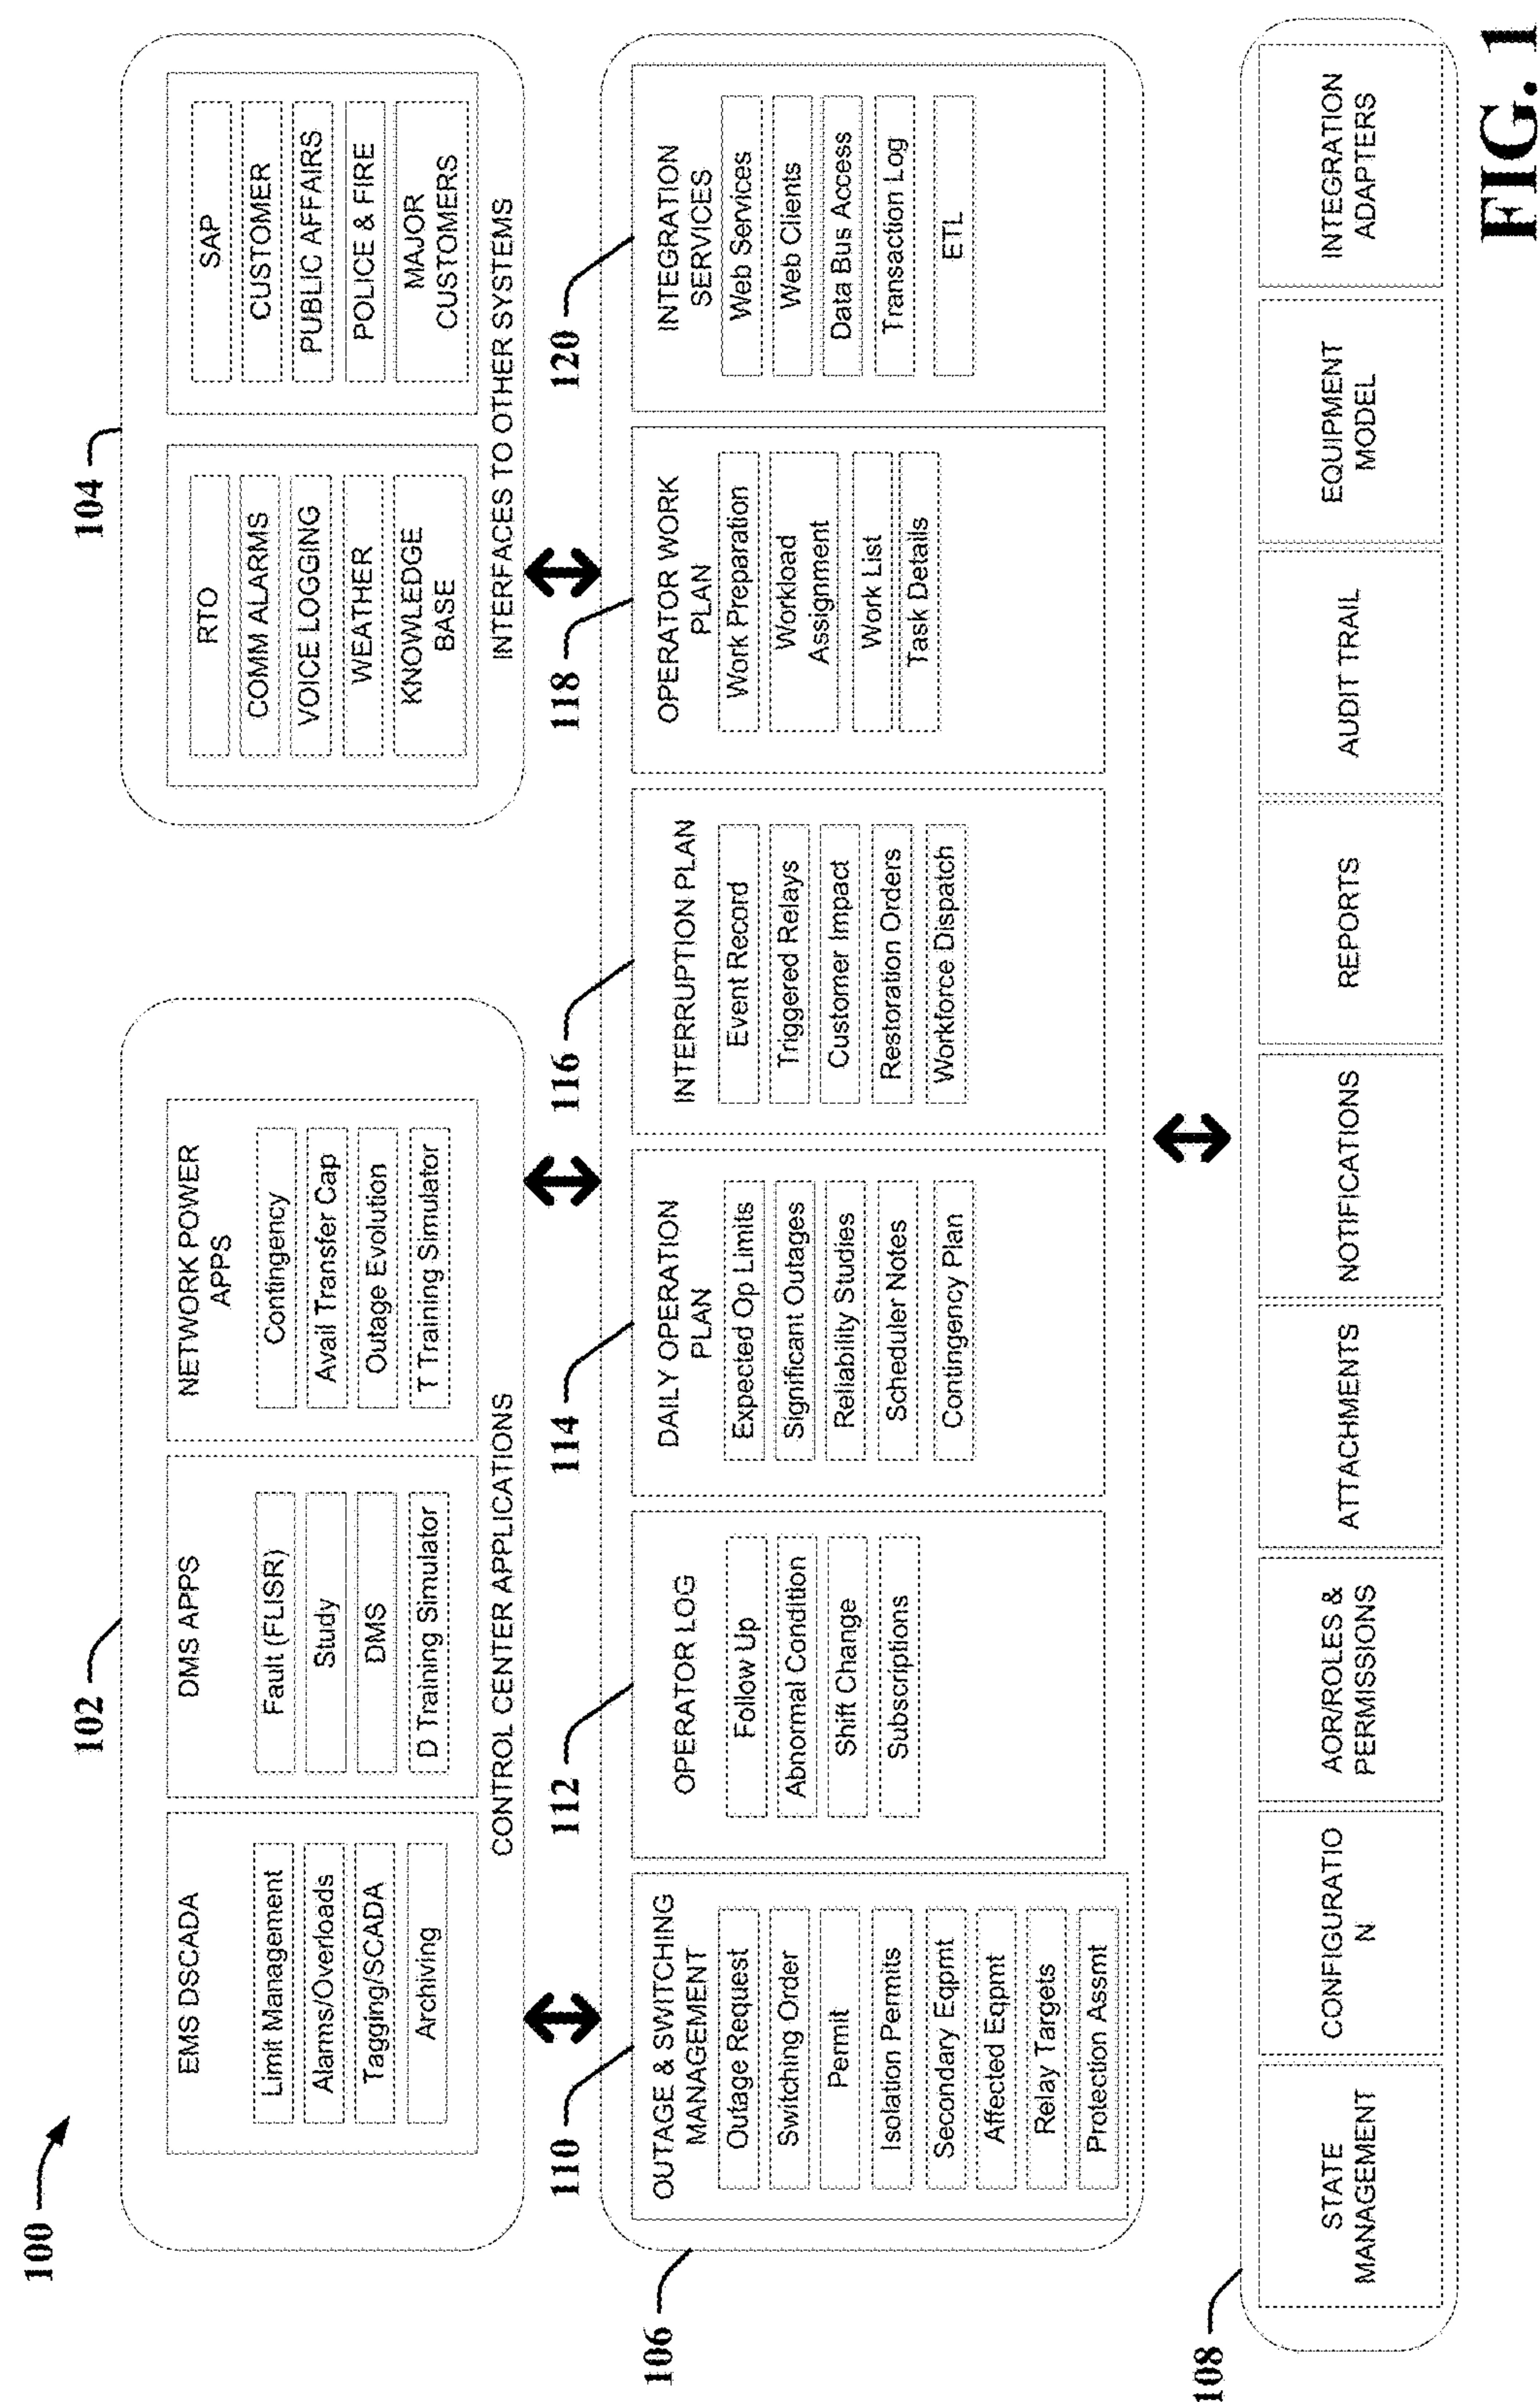 100
102
104
EMS DSCADA
Limit Management
Alarms/Overloads
Tagging/SCADA
Archiving
DMS APPS
Fault (FLISR)
Study
DMS
D Training Simulator
NETWORK POWER
APPS
Contingency
Avail Transfer Cap
Outage Evolution
T Training Simulator
CONTROL CENTER APPLICATIONS
RTO
COMM ALARMS
VOICE LOGGING
WEATHER
KNOWLEDGE
BASE
SAP
CUSTOMER
PUBLIC AFFAIRS
POLICE & FIRE
MAJOR
CUSTOMERS
INTERFACES TO OTHER SYSTEMS
106
110
OUTAGE & SWITCHING
MANAGEMENT
Outage Request
Switching Order
Permit
Isolation Permits
Secondary Eqpmt
Affected Eqpmt
Relay Targets
Protection Assmt
112
OPERATOR LOG
Follow Up
Abnormal Condition
Shift Change
Subscriptions
114
DAILY OPERATION
PLAN
Expected Op Limits
Significant Outages
Reliability Studies
Scheduler Notes
Contingency Plan
116
INTERRUPTION PLAN
Event Record
Triggered Relays
Customer Impact
Restoration Orders
Workforce Dispatch
118
OPERATOR WORK
PLAN
Work Preparation
Workload
Assignment
Work List
Task Details
120
INTEGRATION
SERVICES
Web Services
Web Clients
Data Bus Access
Transaction Log
ETL
108
STATE
MANAGEMENT
CONFIGURATIO
N
AOR/ROLES &
PERMISSIONS
ATTACHMENTS
NOTIFICATIONS
REPORTS
AUDIT TRAIL
EQUIPMENT
MODEL
INTEGRATION
ADAPTERS
FIG. 1